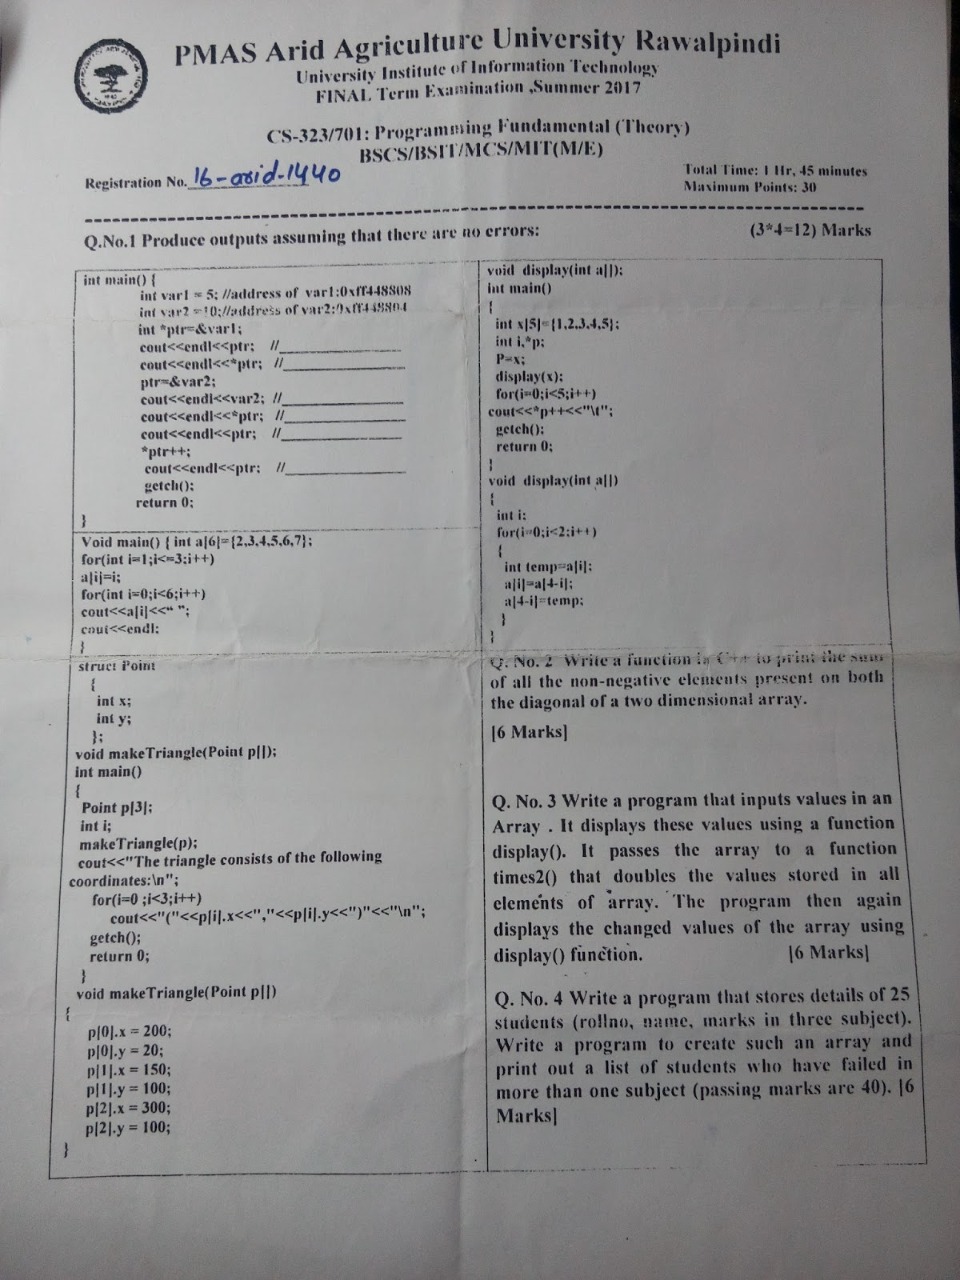 PMAS Arid Agriculture University Rawalpindi
University Institute of Information Technology
FINAL Term Examination ,Summer 2017
CS-323/701: Programming Fundamental (Theory)
BSCS/BSIT/MCS/MIT(M/E)
Registration No. 16-arid-1440
Total Time: 1 Hr, 45 minutes
Maximum Points: 30
Q.No.1 Produce outputs assuming that there are no errors: (3*4=12) Marks
int main() {
int var1 = 5; //address of var1:0xff448808
int var2 =10;//address of var2:0xff448804
int *ptr=&var1;
cout<<endl<<ptr; //_______________
cout<<endl<<*ptr; //_______________
ptr=&var2;
cout<<endl<<var2; //_______________
cout<<endl<<*ptr; //_______________
cout<<endl<<ptr; //_______________
*ptr++;
cout<<endl<<ptr; //_______________
getch();
return 0;
}
Void main() { int a[6]={2,3,4,5,6,7};
for(int i=1;i<=3;i++)
a[i]=i;
for(int i=0;i<6;i++)
cout<<a[i]<<“ ”;
cout<<endl;
}
struct Point
{
int x;
int y;
};
void makeTriangle(Point p[]);
int main()
{
Point p[3];
int i;
makeTriangle(p);
cout<<"The triangle consists of the following
coordinates:\n";
for(i=0 ;i<3;i++)
cout<<"("<<p[i].x<<","<<p[i].y<<")"<<"\n";
getch();
return 0;
}
void makeTriangle(Point p[])
{
p[0].x = 200;
p[0].y = 20;
p[1].x = 150;
p[1].y = 100;
p[2].x = 300;
p[2].y = 100;
}
void display(int a[]);
int main()
{
int x[5]={1,2,3,4,5};
int i,*p;
P=x;
display(x);
for(i=0;i<5;i++)
cout<<*p++<<"\t";
getch();
return 0;
}
void display(int a[])
{
int i;
for(i=0;i<2;i++)
{
int temp=a[i];
a[i]=a[4-i];
a[4-i]=temp;
}
}
Q. No. 2 Write a function in C++ to print the sum
of all the non-negative elements present on both
the diagonal of a two dimensional array.
[6 Marks]
Q. No. 3 Write a program that inputs values in an
Array . It displays these values using a function
display(). It passes the array to a function
times2() that doubles the values stored in all
elements of array. The program then again
displays the changed values of the array using
display() function. [6 Marks]
Q. No. 4 Write a program that stores details of 25
students (rollno, name, marks in three subject).
Write a program to create such an array and
print out a list of students who have failed in
more than one subject (passing marks are 40). [6
Marks]